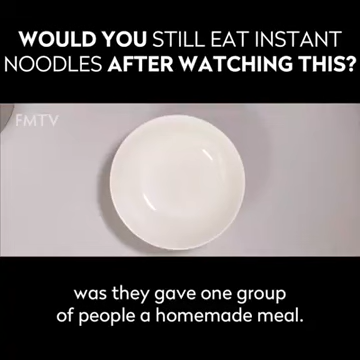 WOULD YOU STILL EAT INSTANT
NOODLES AFTER WATCHING THIS?
FMTV
was they gave one group
of people a homemade meal.